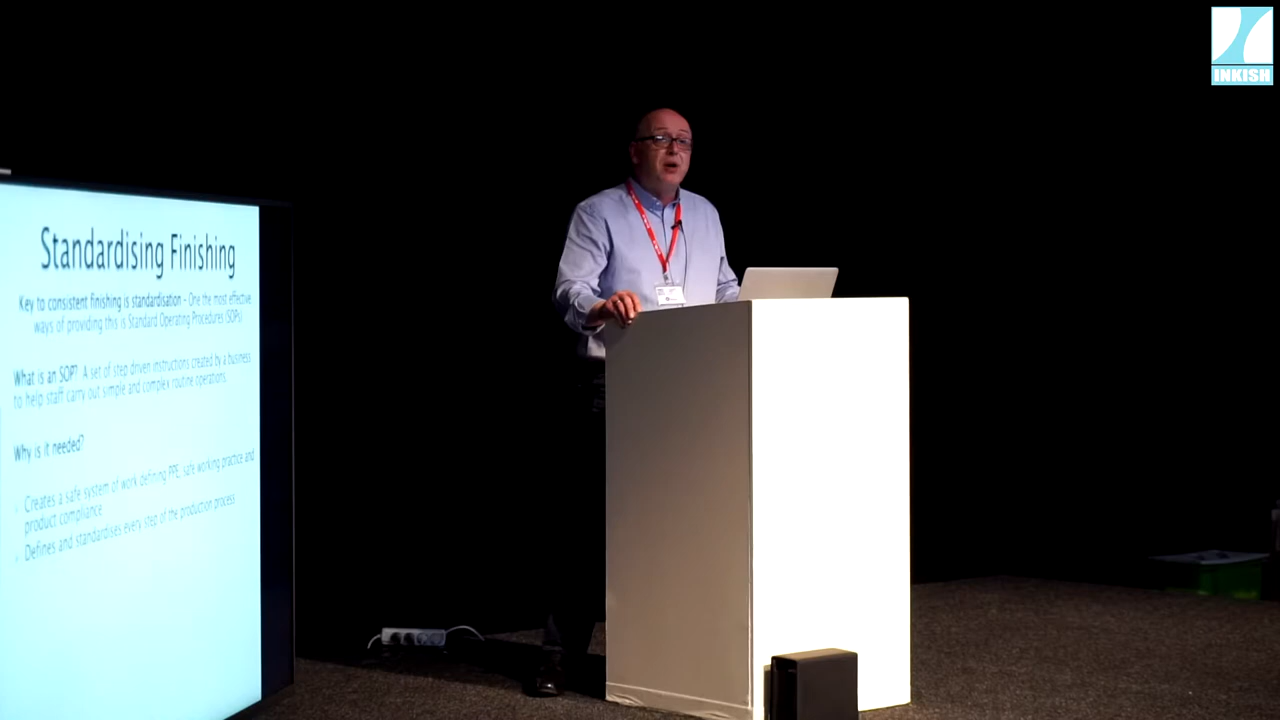 INKISH
Standardising Finishing
Key to consistent finishing is standardisation – One the most effective
ways of providing this is Standard Operating Procedures (SOPs)
What is an SOP? A set of step driven instructions created by a business
to help staff carry out simple and complex routine operations.
Why is it needed?
Creates a safe system of work defining PPE, safe working practice and
product compliance
Defines and standardises every step of the production process